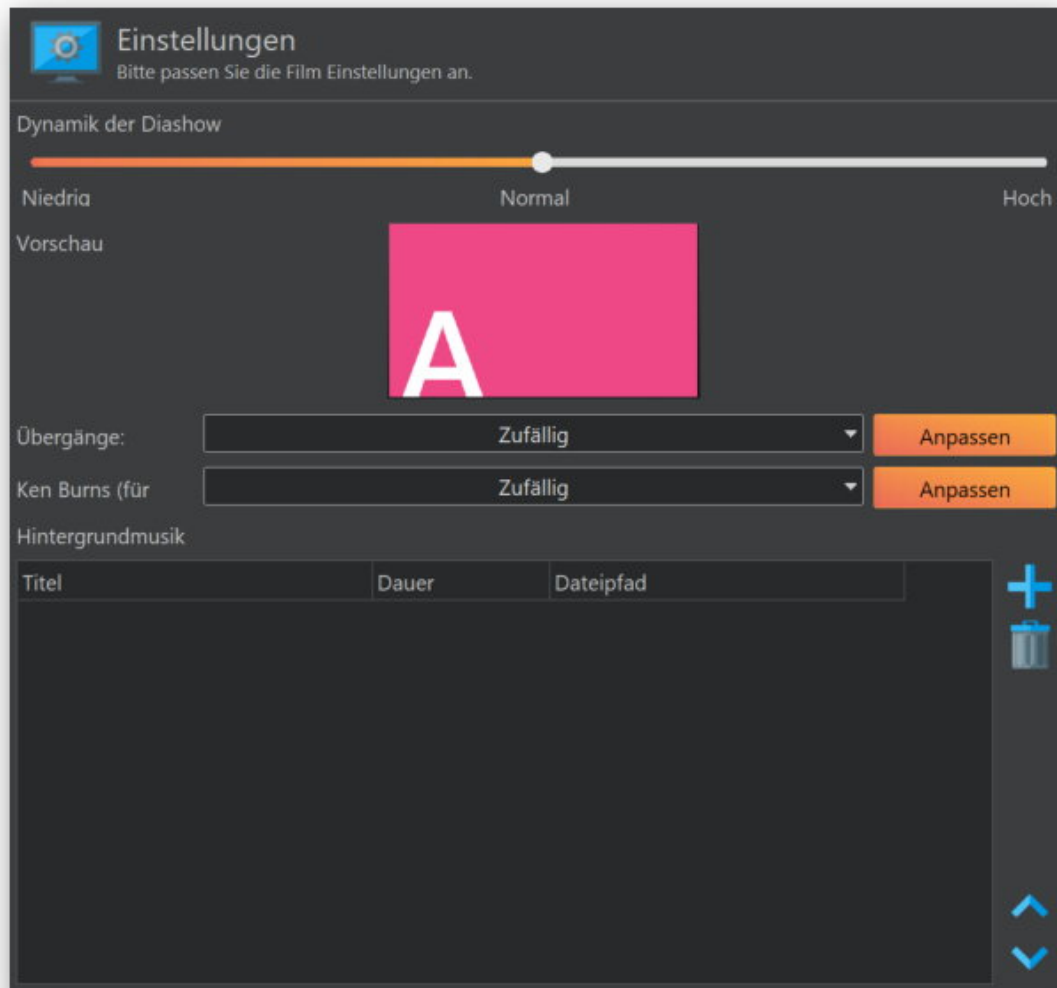 Einstellungen
Bitte passen Sie die Film Einstellungen an.
Dynamik der Diashow
Niedrig Normal Hoch
Vorschau
A
Übergänge: Zufällig Anpassen
Ken Burns (für Zufällig Anpassen
Hintergrundmusik
Titel Dauer Dateipfad